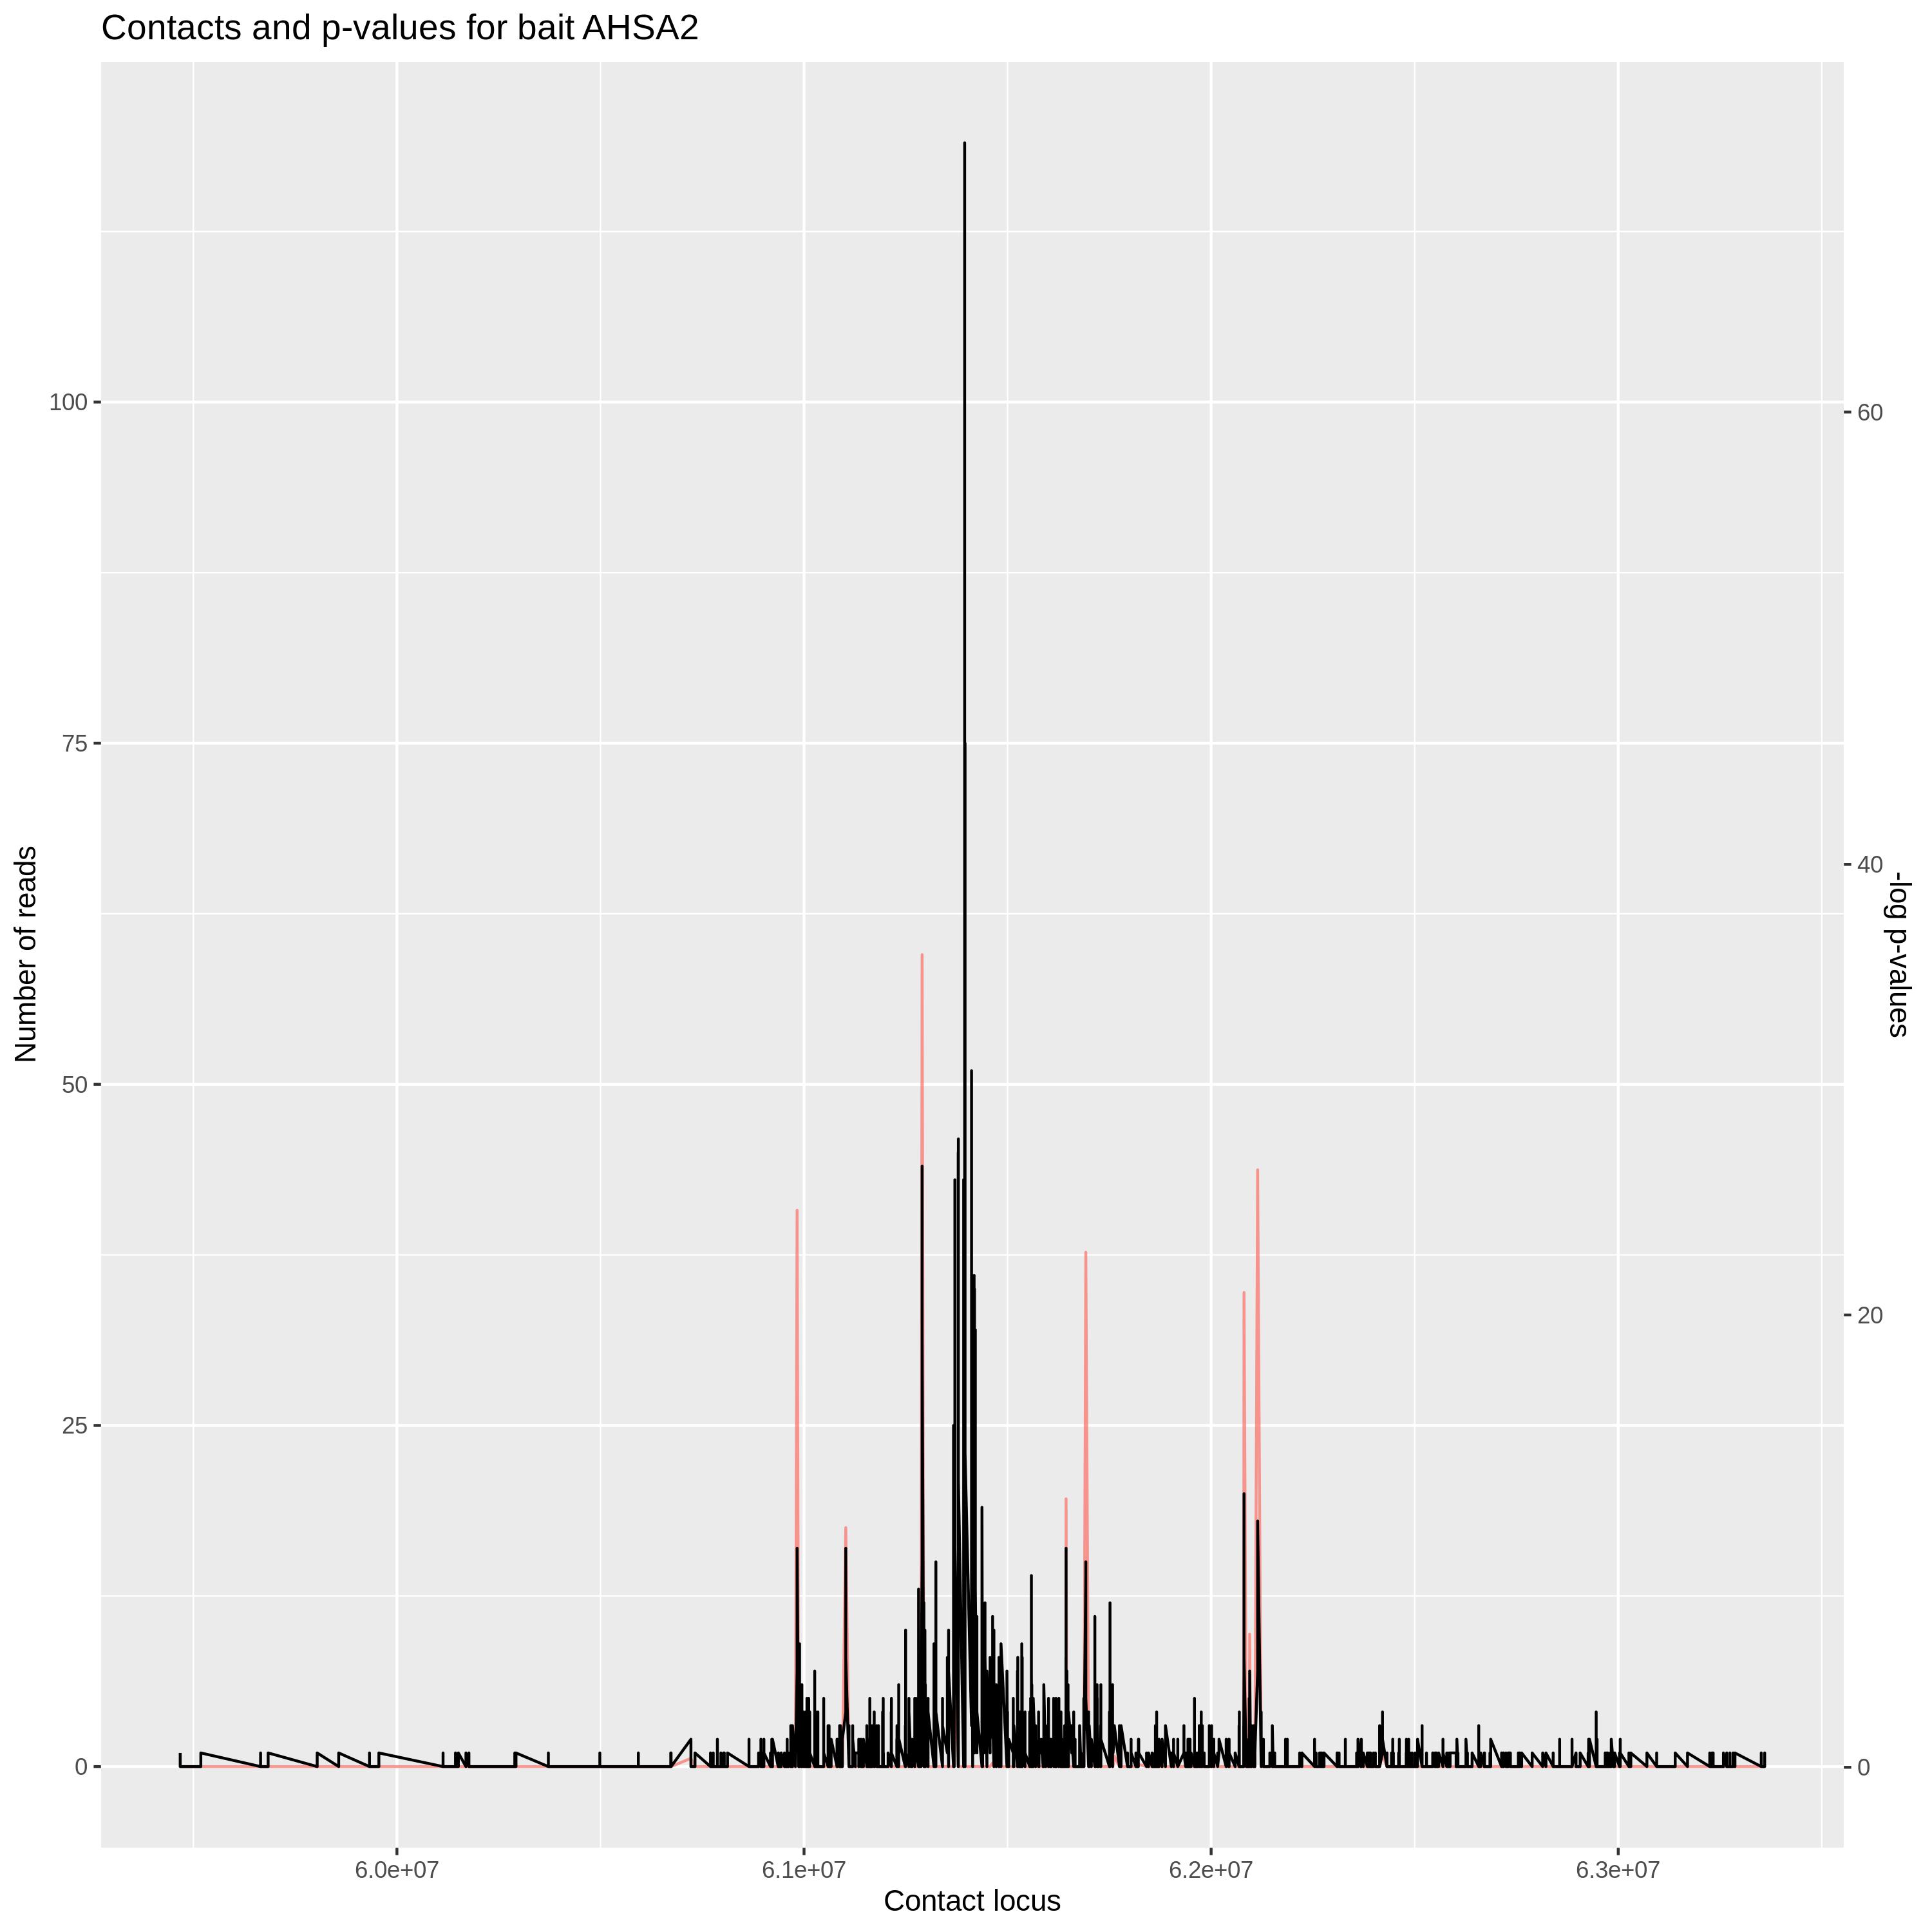 Contacts and p-values for bait AHSA2
Number of reads
100
75
50
25
0
60
40
20
0
-log p-values
6.0e+07
6.1e+07
6.2e+07
6.3e+07
Contact locus